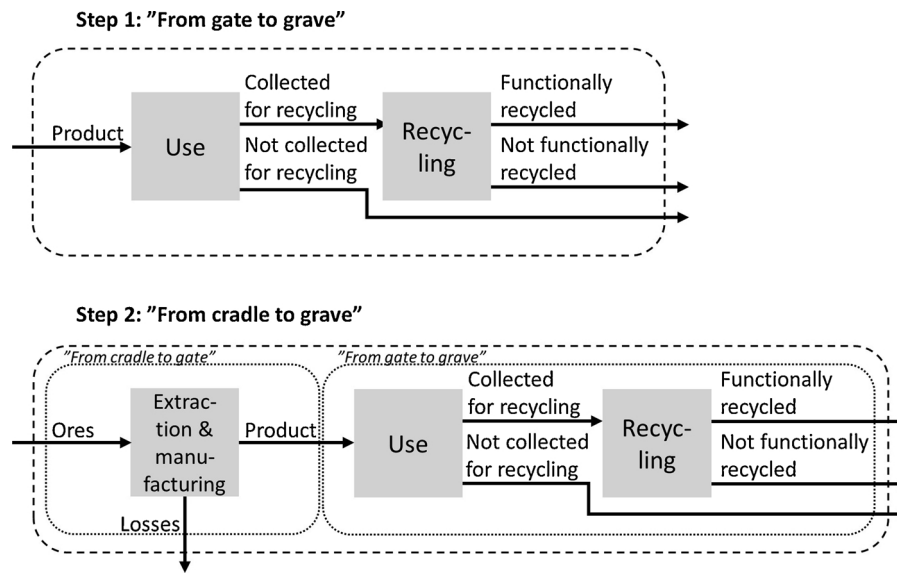 Step 1: ”From gate to grave”
Product
Use
Collected
for recycling
Not collected
for recycling
Recyc-
ling
Functionally
recycled
Not functionally
recycled
Step 2: ”From cradle to grave”
”From cradle to gate”
Ores
Extrac-
tion &
manu-
facturing
Losses
Product
”From gate to grave”
Use
Collected
for recycling
Not collected
for recycling
Recyc-
ling
Functionally
recycled
Not functionally
recycled